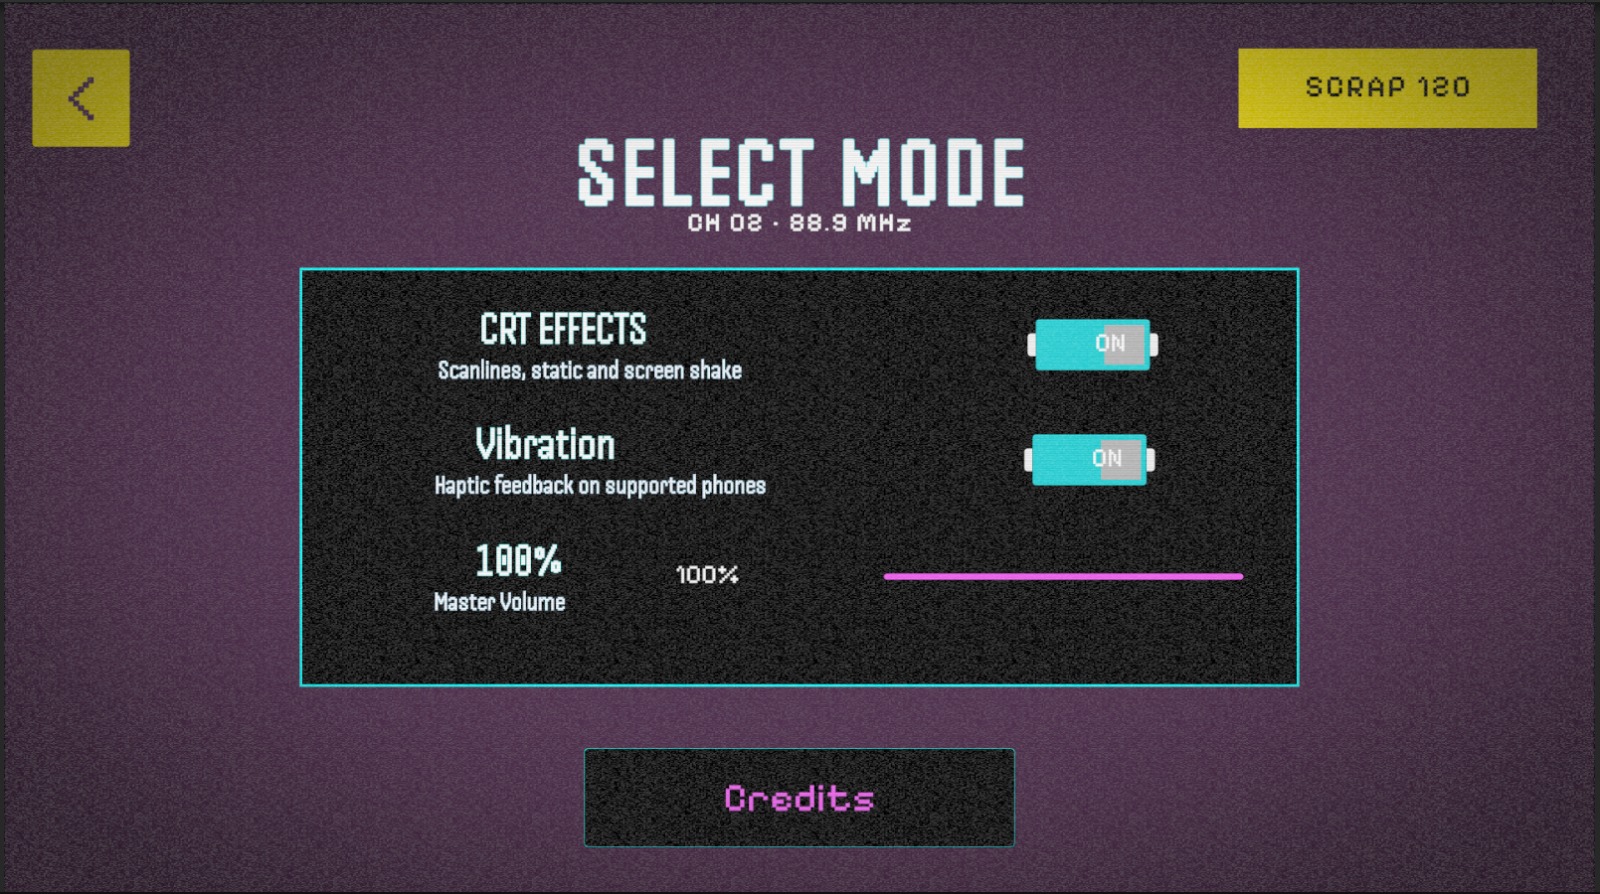 SCRAP 120
SELECT MODE
CH 02 · 88.9 MHz
CRT EFFECTS
Scanlines, static and screen shake
ON
Vibration
Haptic feedback on supported phones
ON
100%
100%
Master Volume
Credits